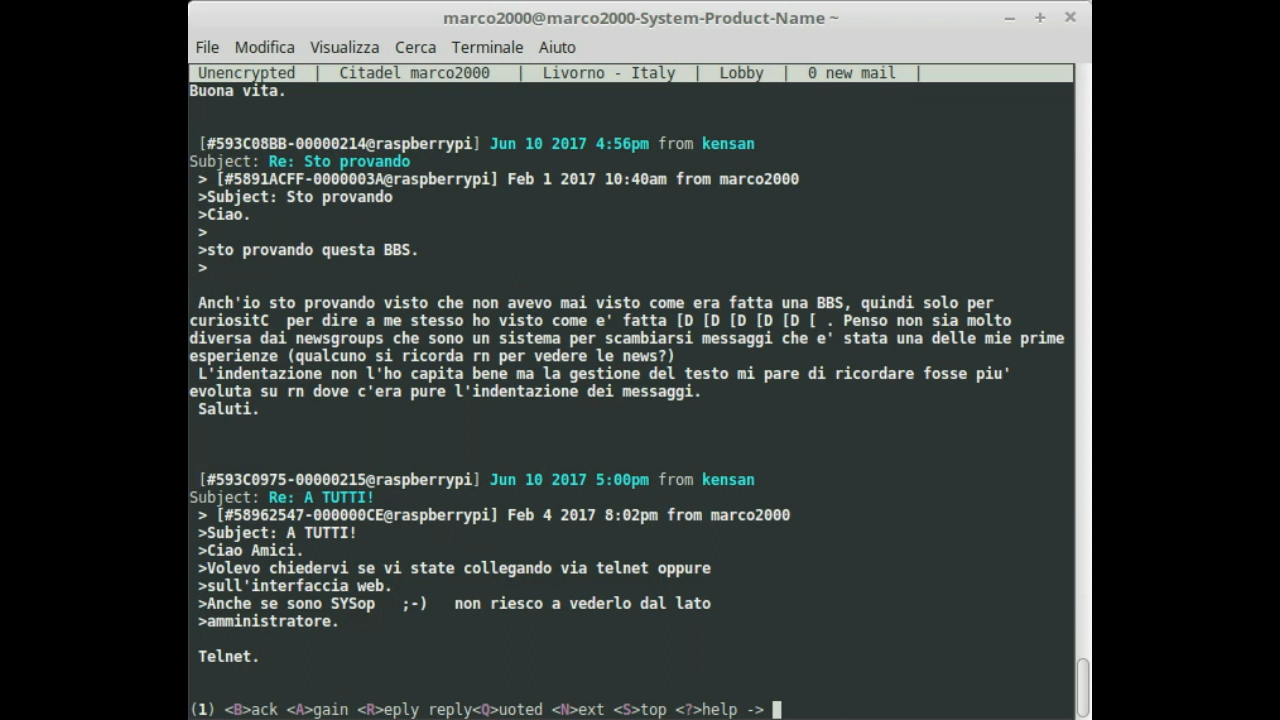 marco2000@marco2000-System-Product-Name ~
File Modifica Visualizza Cerca Terminale Aiuto
Unencrypted | Citadel marco2000 | Livorno - Italy | Lobby | 0 new mail |
Buona vita.
[#593C08BB-00000214@raspberrypi] Jun 10 2017 4:56pm from kensan
Subject: Re: Sto provando
> [#5891ACFF-0000003A@raspberrypi] Feb 1 2017 10:40am from marco2000
>Subject: Sto provando
>Ciao.
>
>sto provando questa BBS.
>
Anch'io sto provando visto che non avevo mai visto come era fatta una BBS, quindi solo per
curiositC  per dire a me stesso ho visto come e' fatta [D [D [D [D [D [ . Penso non sia molto
diversa dai newsgroups che sono un sistema per scambiarsi messaggi che e' stata una delle mie prime
esperienze (qualcuno si ricorda rn per vedere le news?)
L'indentazione non l'ho capita bene ma la gestione del testo mi pare di ricordare fosse piu'
evoluta su rn dove c'era pure l'indentazione dei messaggi.
Saluti.
[#593C0975-00000215@raspberrypi] Jun 10 2017 5:00pm from kensan
Subject: Re: A TUTTI!
> [#58962547-000000CE@raspberrypi] Feb 4 2017 8:02pm from marco2000
>Subject: A TUTTI!
>Ciao Amici.
>Volevo chiedervi se vi state collegando via telnet oppure
>sull'interfaccia web.
>Anche se sono SYSop   ;-)   non riesco a vederlo dal lato
>amministratore.
Telnet.
(1) <B>ack <A>gain <R>eply reply<Q>uoted <N>ext <S>top <?>help ->